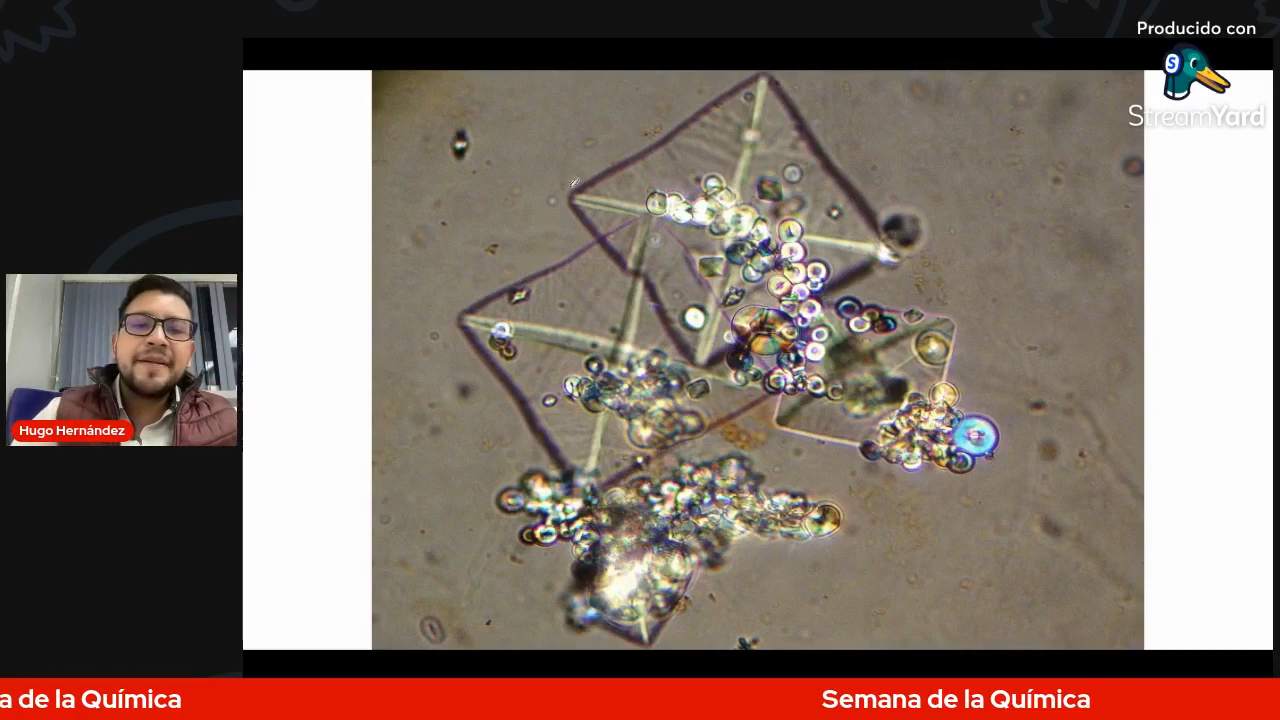 Producido con
StreamYard
Hugo Hernández
a de la Química
Semana de la Química